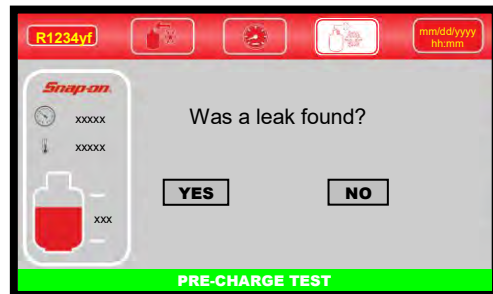 R1234yf
mm/dd/yyyy
hh:mm
Snap-on
xxxxx
xxxxx
xxx
Was a leak found?
YES NO
PRE-CHARGE TEST